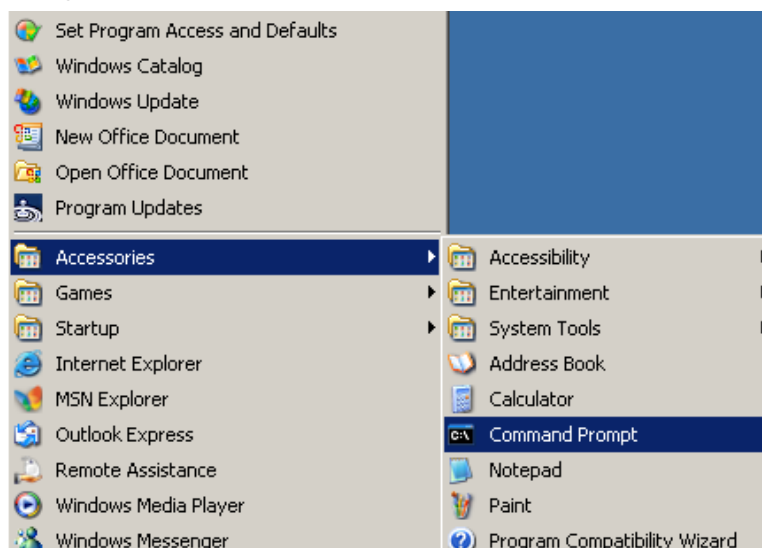 Set Program Access and Defaults
Windows Catalog
Windows Update
New Office Document
Open Office Document
Program Updates
Accessories
Games
Startup
Internet Explorer
MSN Explorer
Outlook Express
Remote Assistance
Windows Media Player
Windows Messenger
Accessibility
Entertainment
System Tools
Address Book
Calculator
C:\ Command Prompt
Notepad
Paint
Program Compatibility Wizard